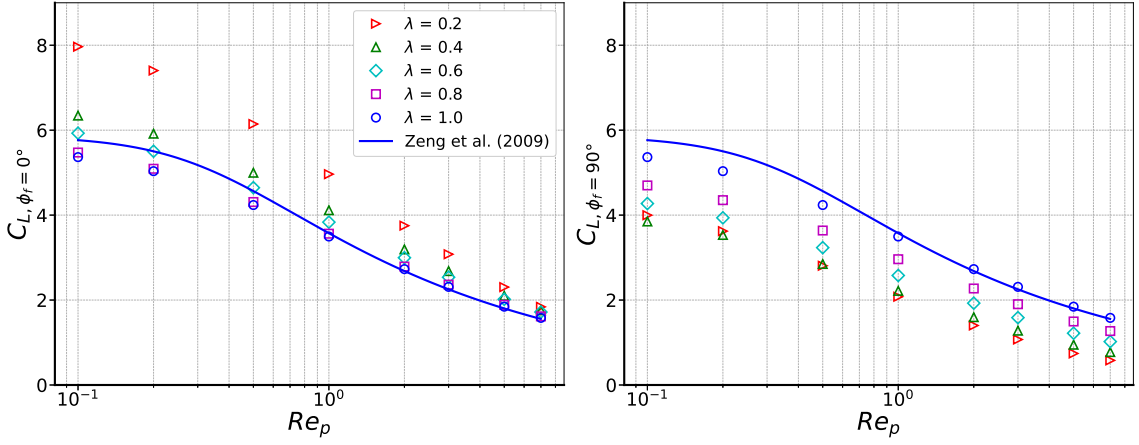 C_{L, ϕ_f = 0°}
8
6
4
2
0
10^{-1}
10^{0}
Re_p
λ = 0.2
λ = 0.4
λ = 0.6
λ = 0.8
λ = 1.0
Zeng et al. (2009)
C_{L, ϕ_f = 90°}
8
6
4
2
0
10^{-1}
10^{0}
Re_p